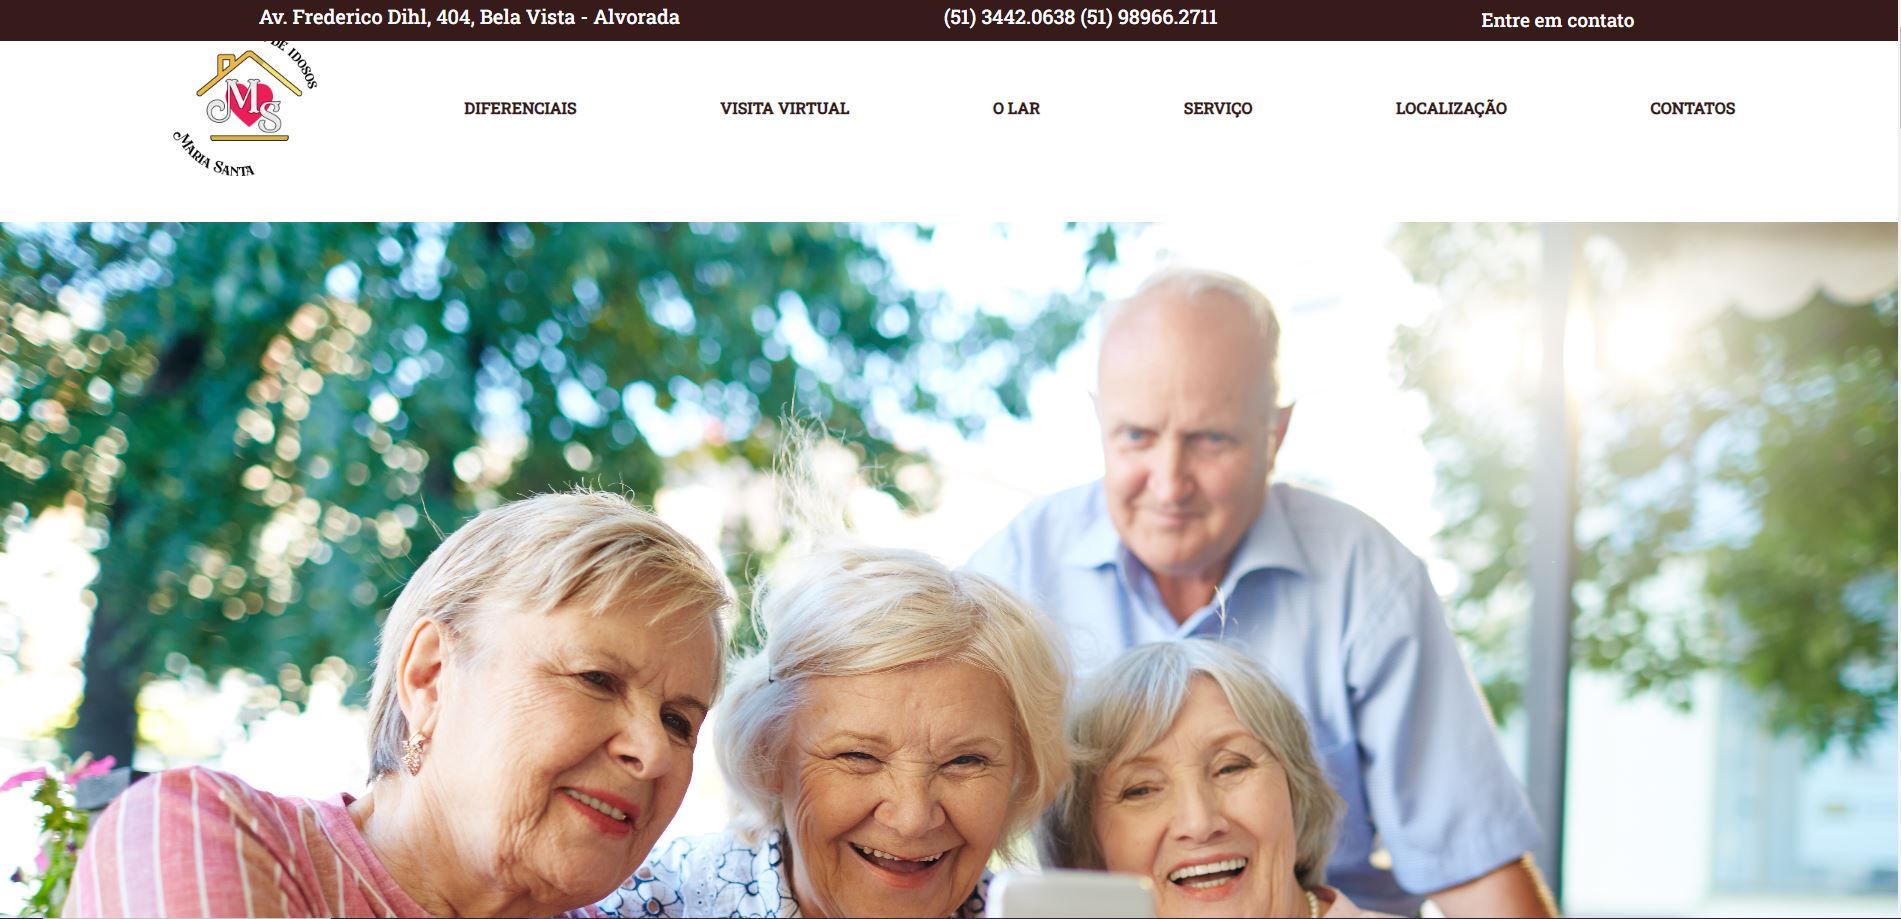 Av. Frederico Dihl, 404, Bela Vista - Alvorada
(51) 3442.0638 (51) 98966.2711
Entre em contato
DE IDOSOS
MS
MARIA SANTA
DIFERENCIAIS
VISITA VIRTUAL
O LAR
SERVIÇO
LOCALIZAÇÃO
CONTATOS